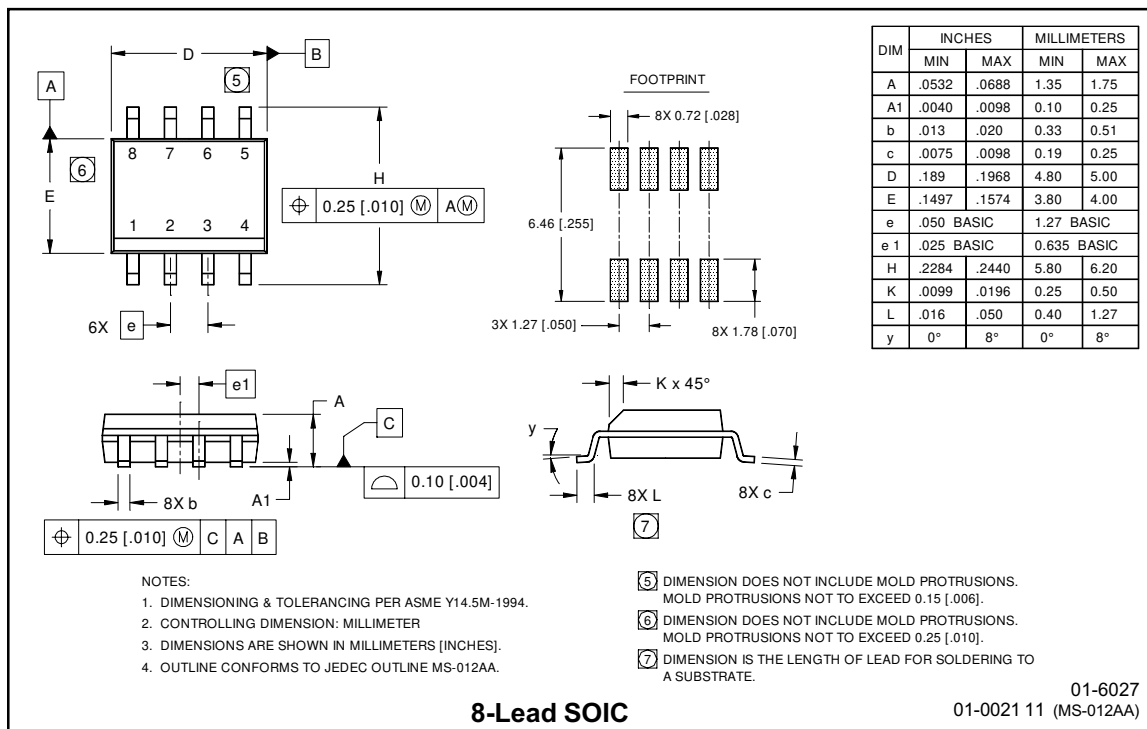 D
B
5
A
8 7 6 5
6
E
H
⌖ 0.25 [.010] Ⓜ AⓂ
1 2 3 4
6X e
FOOTPRINT
8X 0.72 [.028]
6.46 [.255]
3X 1.27 [.050]
8X 1.78 [.070]
DIM INCHES MILLIMETERS
MIN MAX MIN MAX
A .0532 .0688 1.35 1.75
A1 .0040 .0098 0.10 0.25
b .013 .020 0.33 0.51
c .0075 .0098 0.19 0.25
D .189 .1968 4.80 5.00
E .1497 .1574 3.80 4.00
e .050 BASIC 1.27 BASIC
e 1 .025 BASIC 0.635 BASIC
H .2284 .2440 5.80 6.20
K .0099 .0196 0.25 0.50
L .016 .050 0.40 1.27
y 0° 8° 0° 8°
e1
A
C
A1
⌓ 0.10 [.004]
8X b
⌖ 0.25 [.010] Ⓜ C A B
K x 45°
y
8X L
8X c
7
NOTES:
1. DIMENSIONING & TOLERANCING PER ASME Y14.5M-1994.
2. CONTROLLING DIMENSION: MILLIMETER
3. DIMENSIONS ARE SHOWN IN MILLIMETERS [INCHES].
4. OUTLINE CONFORMS TO JEDEC OUTLINE MS-012AA.
5 DIMENSION DOES NOT INCLUDE MOLD PROTRUSIONS.
MOLD PROTRUSIONS NOT TO EXCEED 0.15 [.006].
6 DIMENSION DOES NOT INCLUDE MOLD PROTRUSIONS.
MOLD PROTRUSIONS NOT TO EXCEED 0.25 [.010].
7 DIMENSION IS THE LENGTH OF LEAD FOR SOLDERING TO
A SUBSTRATE.
8-Lead SOIC
01-6027
01-0021 11 (MS-012AA)